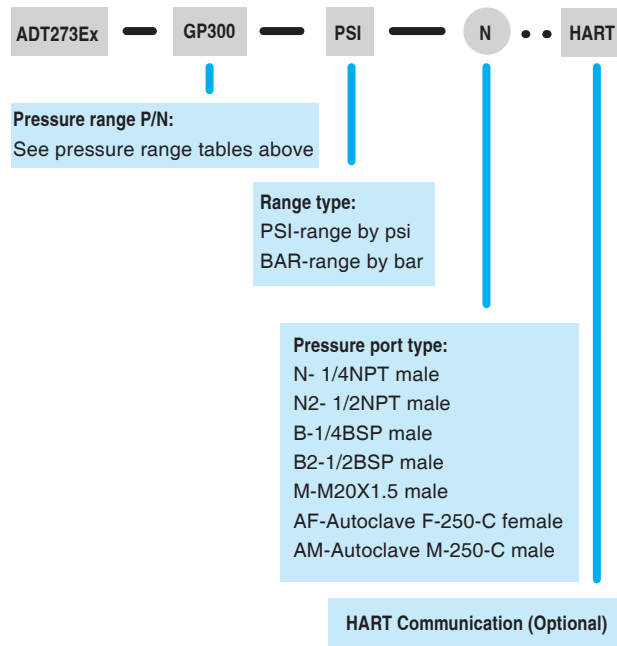 ADT273Ex GP300 PSI N HART
Pressure range P/N:
See pressure range tables above
Range type:
PSI-range by psi
BAR-range by bar
Pressure port type:
N- 1/4NPT male
N2- 1/2NPT male
B-1/4BSP male
B2-1/2BSP male
M-M20X1.5 male
AF-Autoclave F-250-C female
AM-Autoclave M-250-C male
HART Communication (Optional)